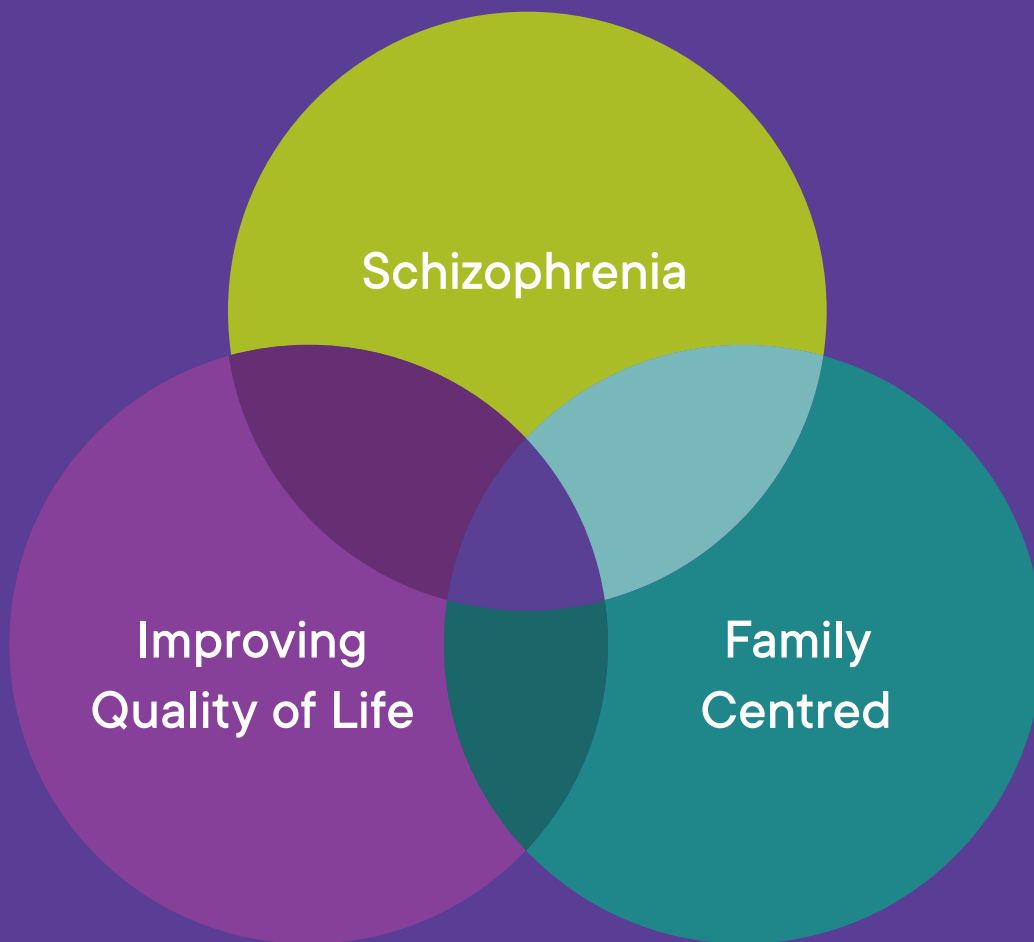 Schizophrenia
Improving
Quality of Life
Family
Centred